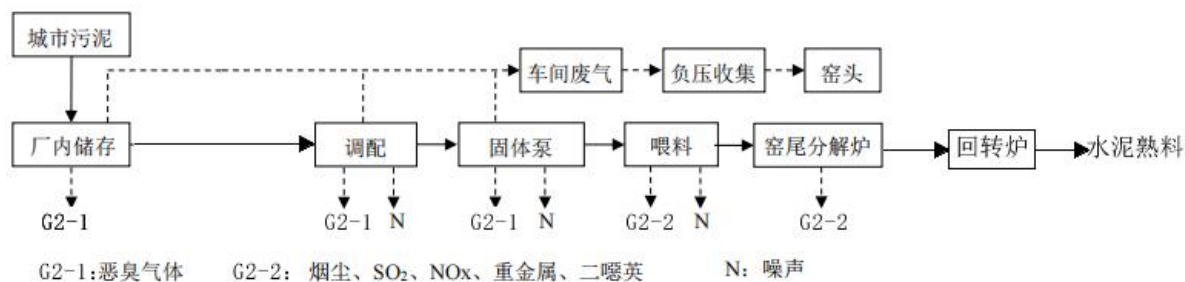 城市污泥
车间废气 负压收集 窑头
厂内储存 调配 固体泵 喂料 窑尾分解炉 回转炉 水泥熟料
G2-1 G2-1 N G2-1 N G2-2 N G2-2
G2-1:恶臭气体 G2-2: 烟尘、SO₂、NOx、重金属、二噁英 N: 噪声